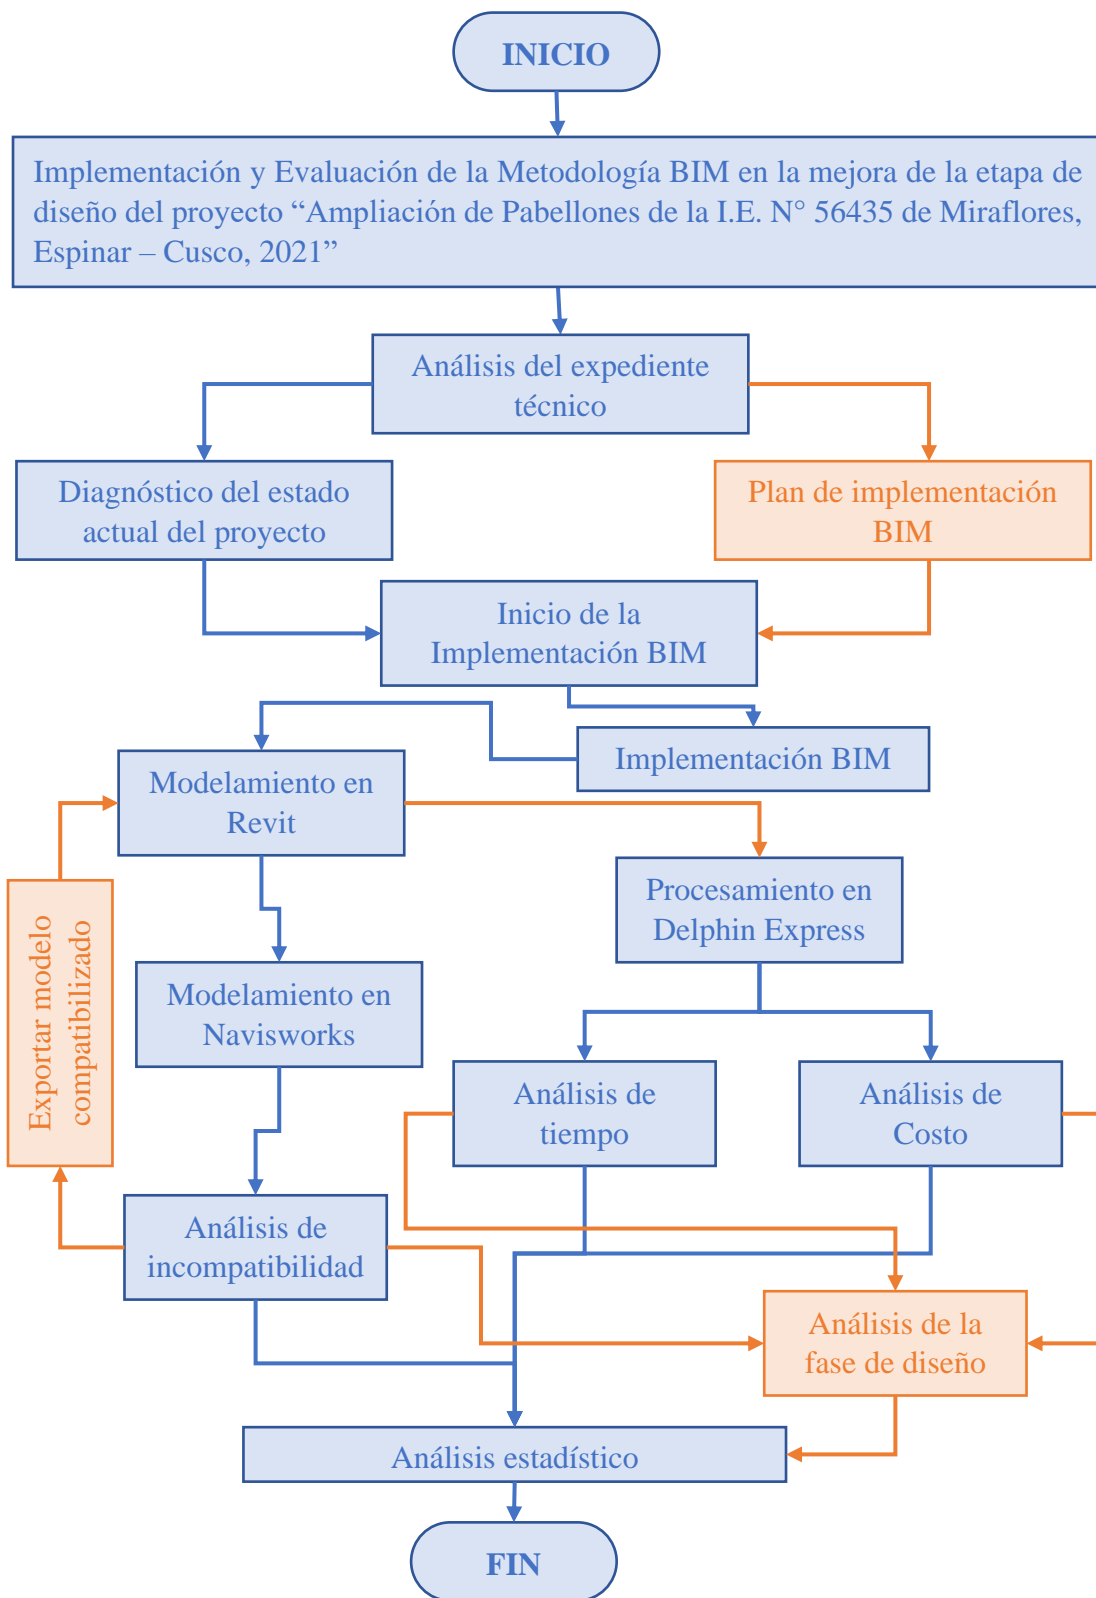 INICIO
Implementación y Evaluación de la Metodología BIM en la mejora de la etapa de
diseño del proyecto “Ampliación de Pabellones de la I.E. N° 56435 de Miraflores,
Espinar – Cusco, 2021”
Análisis del expediente
técnico
Diagnóstico del estado
actual del proyecto
Plan de implementación
BIM
Inicio de la
Implementación BIM
Implementación BIM
Modelamiento en
Revit
Procesamiento en
Delphin Express
Exportar modelo
compatibilizado
Modelamiento en
Navisworks
Análisis de
tiempo
Análisis de
Costo
Análisis de
incompatibilidad
Análisis de la
fase de diseño
Análisis estadístico
FIN